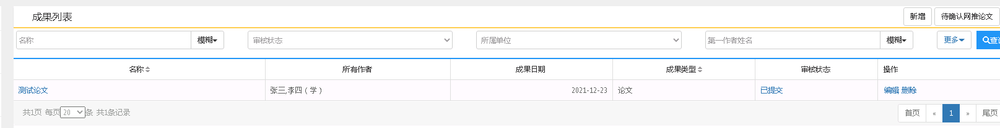 成果列表 新增 待确认网推论文
名称 模糊 审核状态 所属单位 第一作者姓名 模糊 更多
名称 所有作者 成果日期 成果类型 审核状态 操作
测试论文 张三,李四（学） 2021-12-23 论文 已提交 编辑 删除
共1页 每页 20 条 共1条记录 首页 « 1 » 尾页